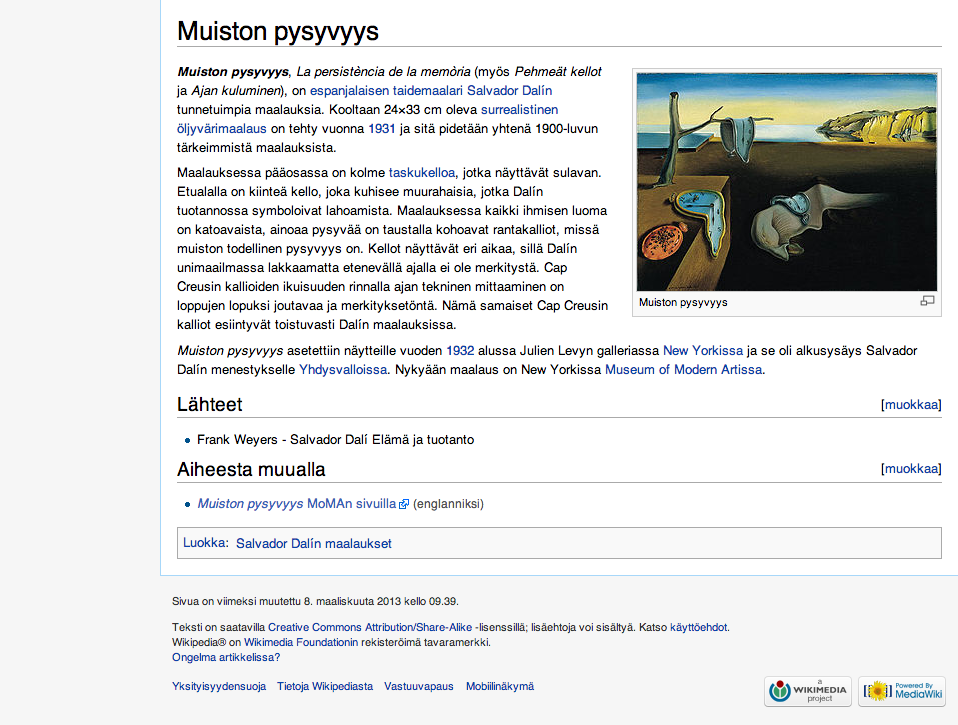 Muiston pysyvyys
Muiston pysyvyys, La persistència de la memòria (myös Pehmeät kellot
ja Ajan kuluminen), on espanjalaisen taidemaalari Salvador Dalín
tunnetuimpia maalauksia. Kooltaan 24×33 cm oleva surrealistinen
öljyvärimaalaus on tehty vuonna 1931 ja sitä pidetään yhtenä 1900-luvun
tärkeimmistä maalauksista.
Maalauksessa pääosassa on kolme taskukelloa, jotka näyttävät sulavan.
Etualalla on kiinteä kello, joka kuhisee muurahaisia, jotka Dalín
tuotannossa symboloivat lahoamista. Maalauksessa kaikki ihmisen luoma
on katoavaista, ainoaa pysyvää on taustalla kohoavat rantakalliot, missä
muiston todellinen pysyvyys on. Kellot näyttävät eri aikaa, sillä Dalín
unimaailmassa lakkaamatta etenevällä ajalla ei ole merkitystä. Cap
Creusin kallioiden ikuisuuden rinnalla ajan tekninen mittaaminen on
loppujen lopuksi joutavaa ja merkityksetöntä. Nämä samaiset Cap Creusin
kalliot esiintyvät toistuvasti Dalín maalauksissa.
Muiston pysyvyys
Muiston pysyvyys asetettiin näytteille vuoden 1932 alussa Julien Levyn galleriassa New Yorkissa ja se oli alkusysäys Salvador
Dalín menestykselle Yhdysvalloissa. Nykyään maalaus on New Yorkissa Museum of Modern Artissa.
Lähteet [muokkaa]
Frank Weyers - Salvador Dalí Elämä ja tuotanto
Aiheesta muualla [muokkaa]
Muiston pysyvyys MoMAn sivuilla (englanniksi)
Luokka: Salvador Dalín maalaukset
Sivua on viimeksi muutettu 8. maaliskuuta 2013 kello 09.39.
Teksti on saatavilla Creative Commons Attribution/Share-Alike -lisenssillä; lisäehtoja voi sisältyä. Katso käyttöehdot.
Wikipedia® on Wikimedia Foundationin rekisteröimä tavaramerkki.
Ongelma artikkelissa?
Yksityisyydensuoja Tietoja Wikipediasta Vastuuvapaus Mobiilinäkymä
a
WIKIMEDIA
project
Powered By
MediaWiki